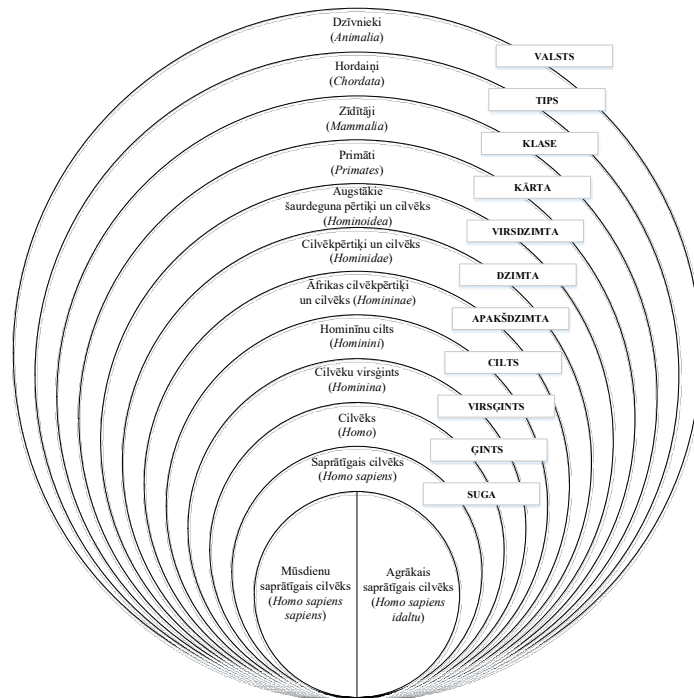 Dzīvnieki
(Animalia)
VALSTS
Hordaiņi
(Chordata)
TIPS
Zīdītāji
(Mammalia)
KLASE
Primāti
(Primates)
KĀRTA
Augstākie
šaurdeguna pērtiķi un cilvēks
(Hominoidea)
VIRSDZIMTA
Cilvēkpērtiķi un cilvēks
(Hominidae)
DZIMTA
Āfrikas cilvēkpērtiķi
un cilvēks (Homininae)
APAKŠDZIMTA
Hominīnu cilts
(Hominini)
CILTS
Cilvēku virsģints
(Hominina)
VIRSĢINTS
Cilvēks
(Homo)
ĢINTS
Saprātīgais cilvēks
(Homo sapiens)
SUGA
Mūsdienu
saprātīgais cilvēks
(Homo sapiens
sapiens)
Agrākais
saprātīgais cilvēks
(Homo sapiens
idaltu)